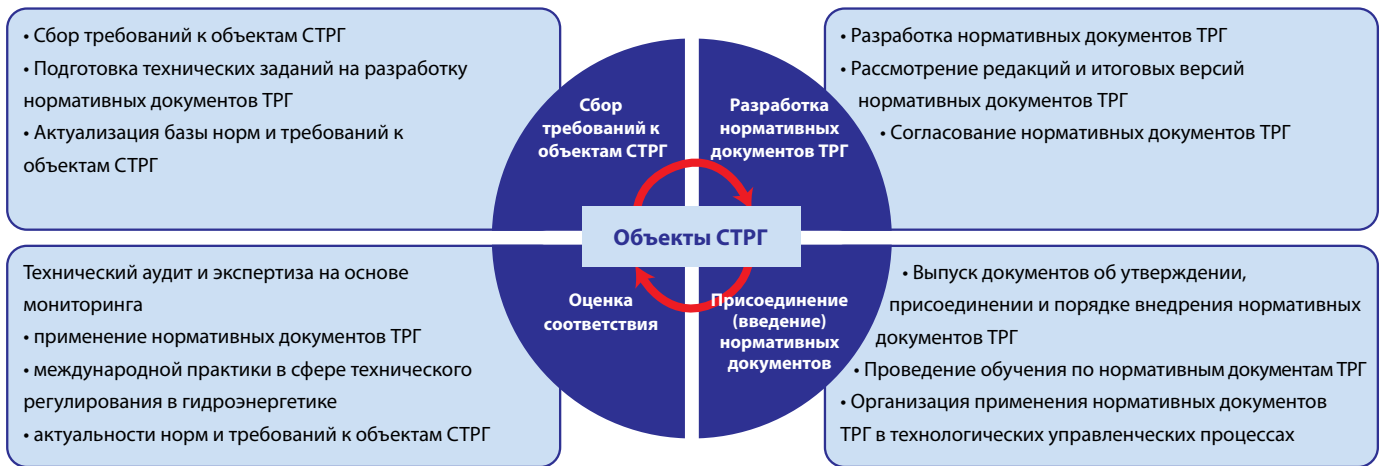 • Сбор требований к объектам СТРГ
• Подготовка технических заданий на разработку
нормативных документов ТРГ
• Актуализация базы норм и требований к
объектам СТРГ
Сбор
требований к
объектам СТРГ
Разработка
нормативных
документов ТРГ
• Разработка нормативных документов ТРГ
• Рассмотрение редакций и итоговых версий
нормативных документов ТРГ
• Согласование нормативных документов ТРГ
Объекты СТРГ
Технический аудит и экспертиза на основе
мониторинга
• применение нормативных документов ТРГ
• международной практики в сфере технического
регулирования в гидроэнергетике
• актуальности норм и требований к объектам СТРГ
Оценка
соответствия
Присоединение
(введение)
нормативных
документов
• Выпуск документов об утверждении,
присоединении и порядке внедрения нормативных
документов ТРГ
• Проведение обучения по нормативным документам ТРГ
• Организация применения нормативных документов
ТРГ в технологических управленческих процессах